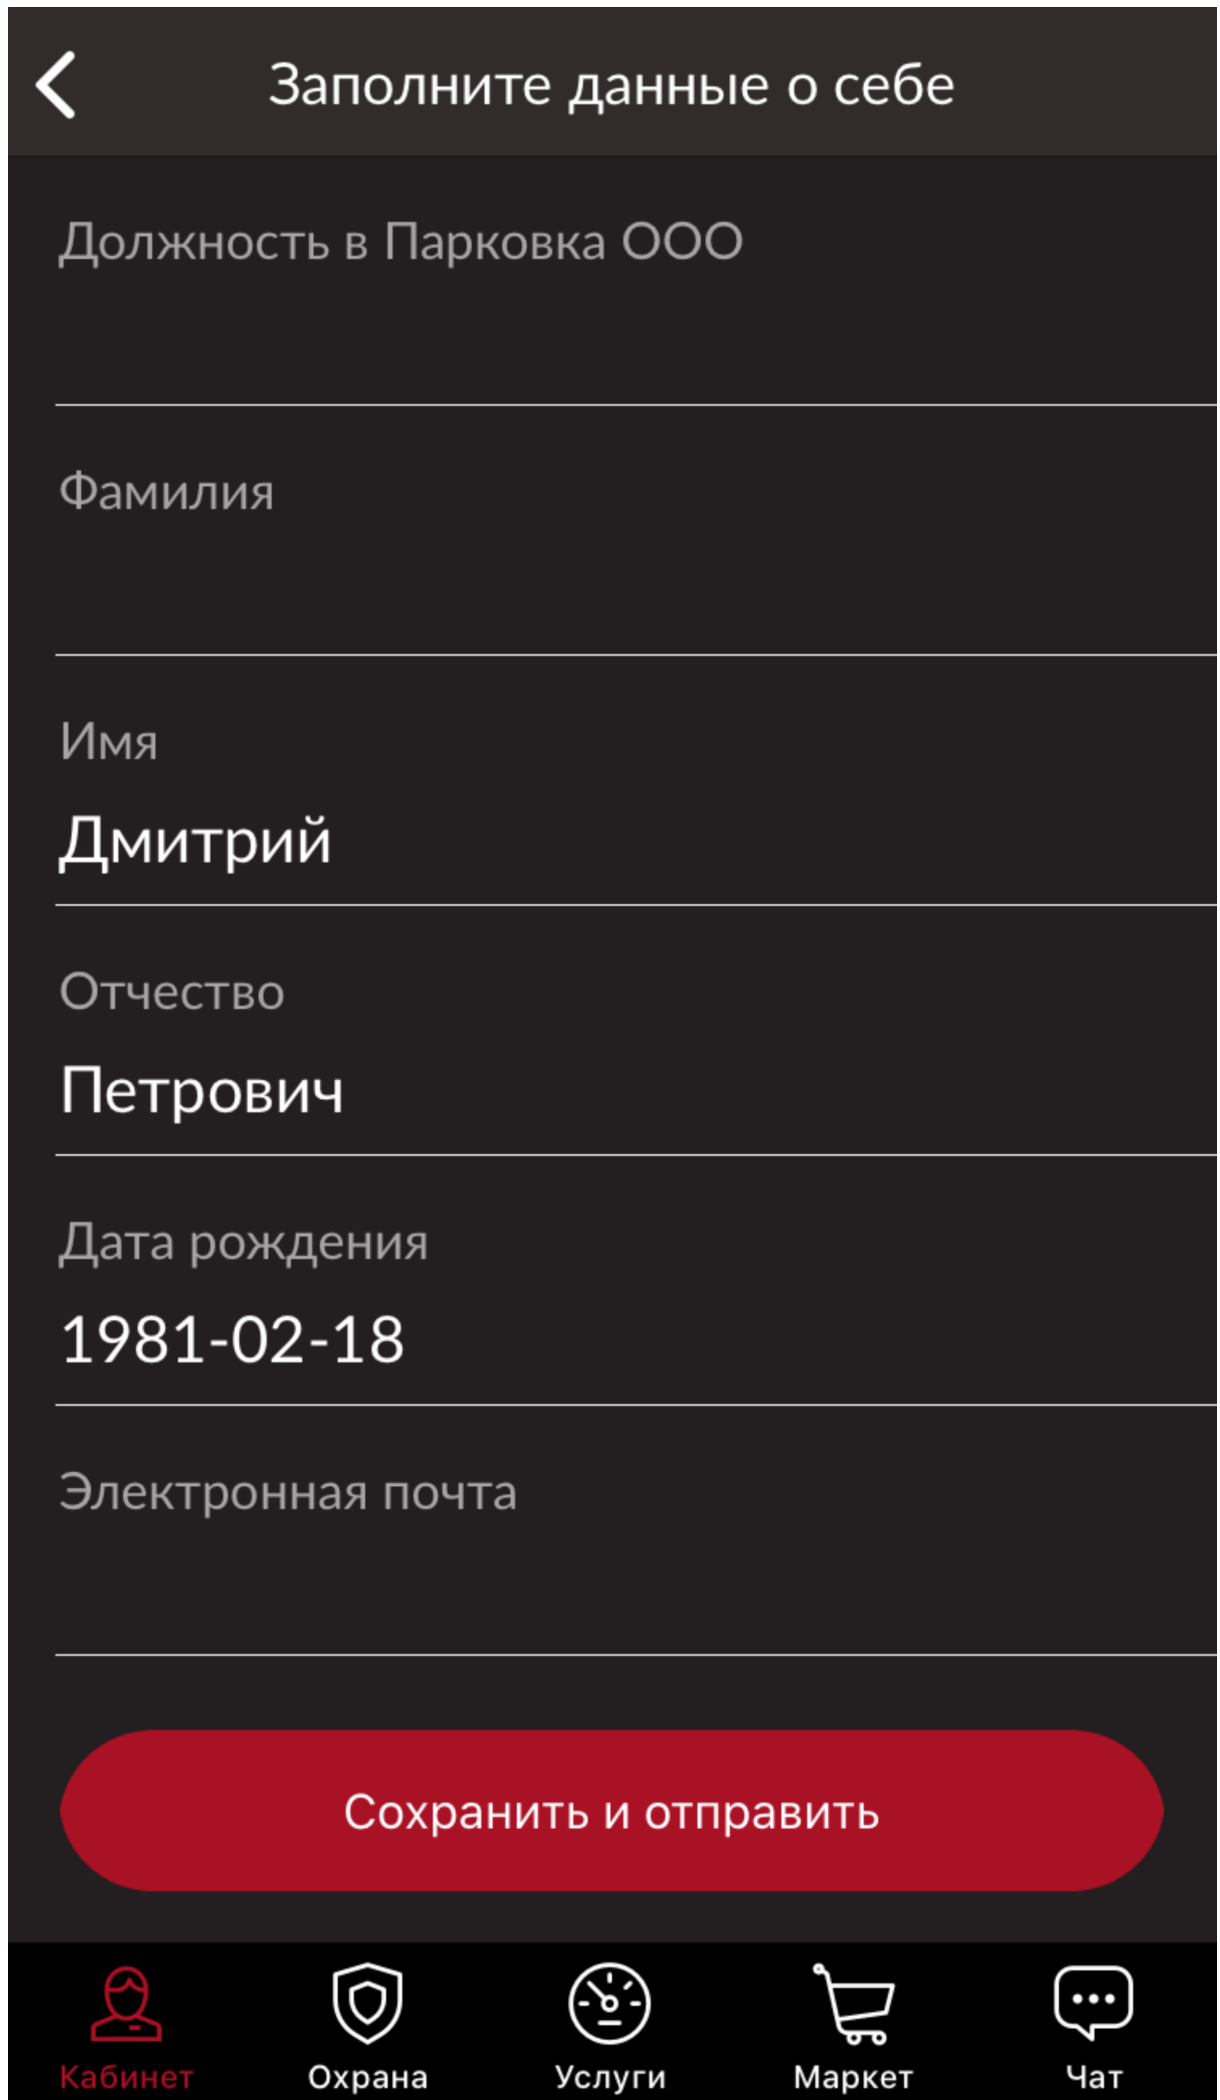 Заполните данные о себе
Должность в Парковка ООО
Фамилия
Имя
Дмитрий
Отчество
Петрович
Дата рождения
1981-02-18
Электронная почта
Сохранить и отправить
Кабинет
Охрана
Услуги
Маркет
Чат